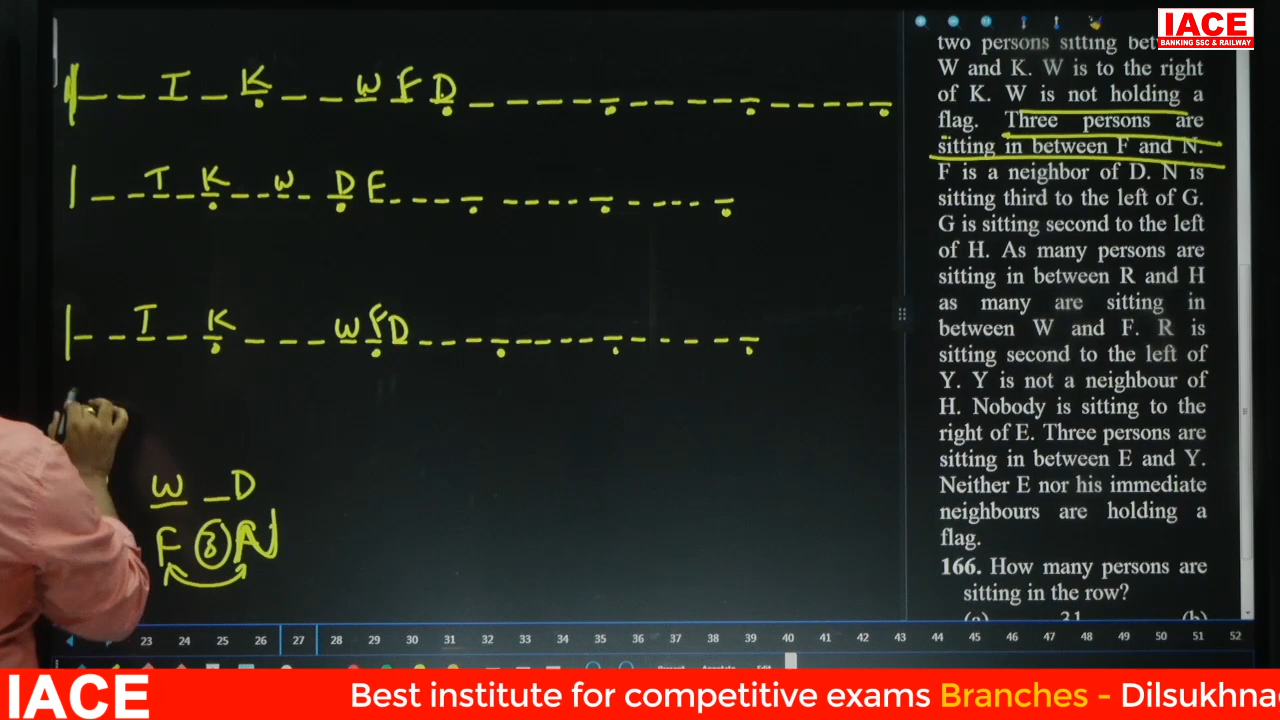 IACE
BANKING SSC & RAILWAY
two persons sitting
W and K. W is to the right
of K. W is not holding a
flag. Three persons are
sitting in between F and N.
F is a neighbor of D. N is
sitting third to the left of G.
G is sitting second to the left
of H. As many persons are
sitting in between R and H
as many are sitting in
between W and F. R is
sitting second to the left of
Y. Y is not a neighbour of
H. Nobody is sitting to the
right of E. Three persons are
sitting in between E and Y.
Neither E nor his immediate
neighbours are holding a
flag.
166. How many persons are
sitting in the row?
I K W F D
I K W D F
I K W F D
W _ D
F 3 N
23 24 25 26 27 28 29 30 31 32 33 34 35 36 37 38 39 40 41 42 43 44 45 46 47 48 49 50 51 52
IACE Best institute for competitive exams Branches - Dilsukhna